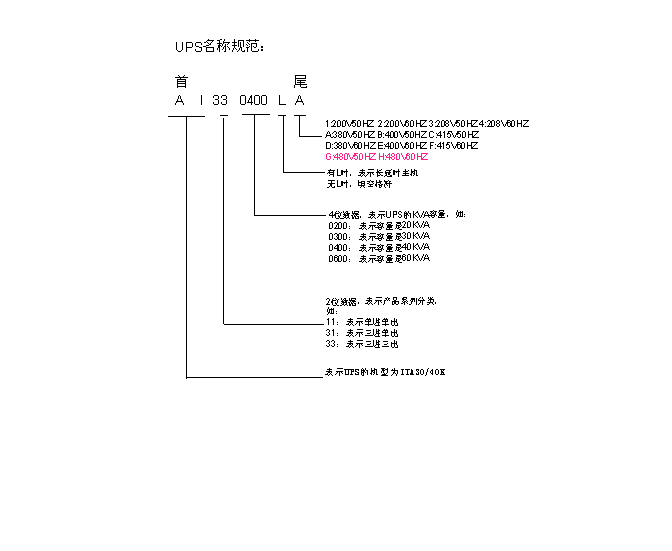 UPS名称规范：
首 尾
A I 33 0400 L A
1:200V50HZ 2:200V60HZ 3:208V50HZ 4:208V60HZ
A:380V50HZ B:400V50HZ C:415V50HZ
D:380V60HZ E:400V60HZ F:415V60HZ
G:480V50HZ H:480V60HZ
有L时，表示长延时主机
无L时，填空格符
4位数据，表示UPS的KVA容量，如：
0200：表示容量是20KVA
0300：表示容量是30KVA
0400：表示容量是40KVA
0600：表示容量是60KVA
2位数据，表示产品系列分类，
如：
11：表示单进单出
31：表示三进单出
33：表示三进三出
表示UPS的机型为ITA30/40K